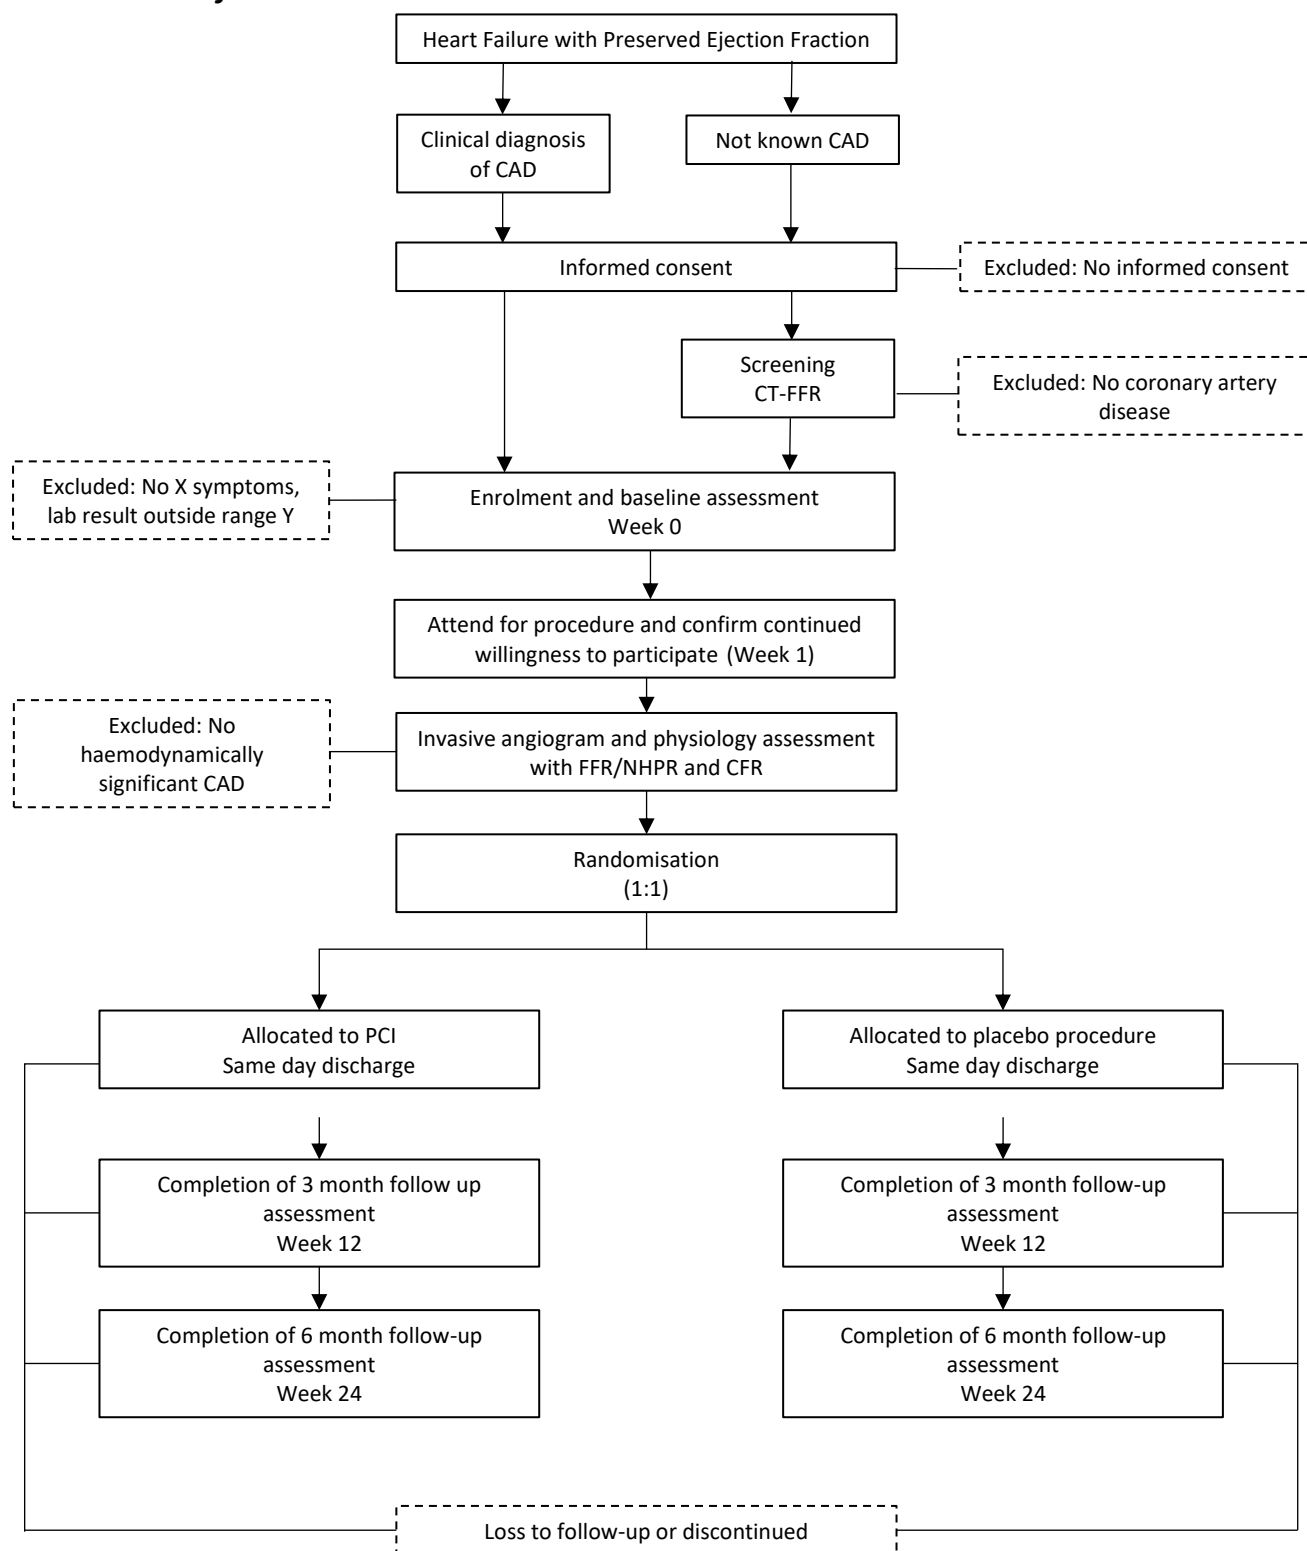 Heart Failure with Preserved Ejection Fraction
Clinical diagnosis
of CAD
Not known CAD
Informed consent
Excluded: No informed consent
Screening
CT-FFR
Excluded: No coronary artery
disease
Excluded: No X symptoms,
lab result outside range Y
Enrolment and baseline assessment
Week 0
Attend for procedure and confirm continued
willingness to participate (Week 1)
Excluded: No
haemodynamically
significant CAD
Invasive angiogram and physiology assessment
with FFR/NHPR and CFR
Randomisation
(1:1)
Allocated to PCI
Same day discharge
Allocated to placebo procedure
Same day discharge
Completion of 3 month follow up
assessment
Week 12
Completion of 3 month follow-up
assessment
Week 12
Completion of 6 month follow-up
assessment
Week 24
Completion of 6 month follow-up
assessment
Week 24
Loss to follow-up or discontinued